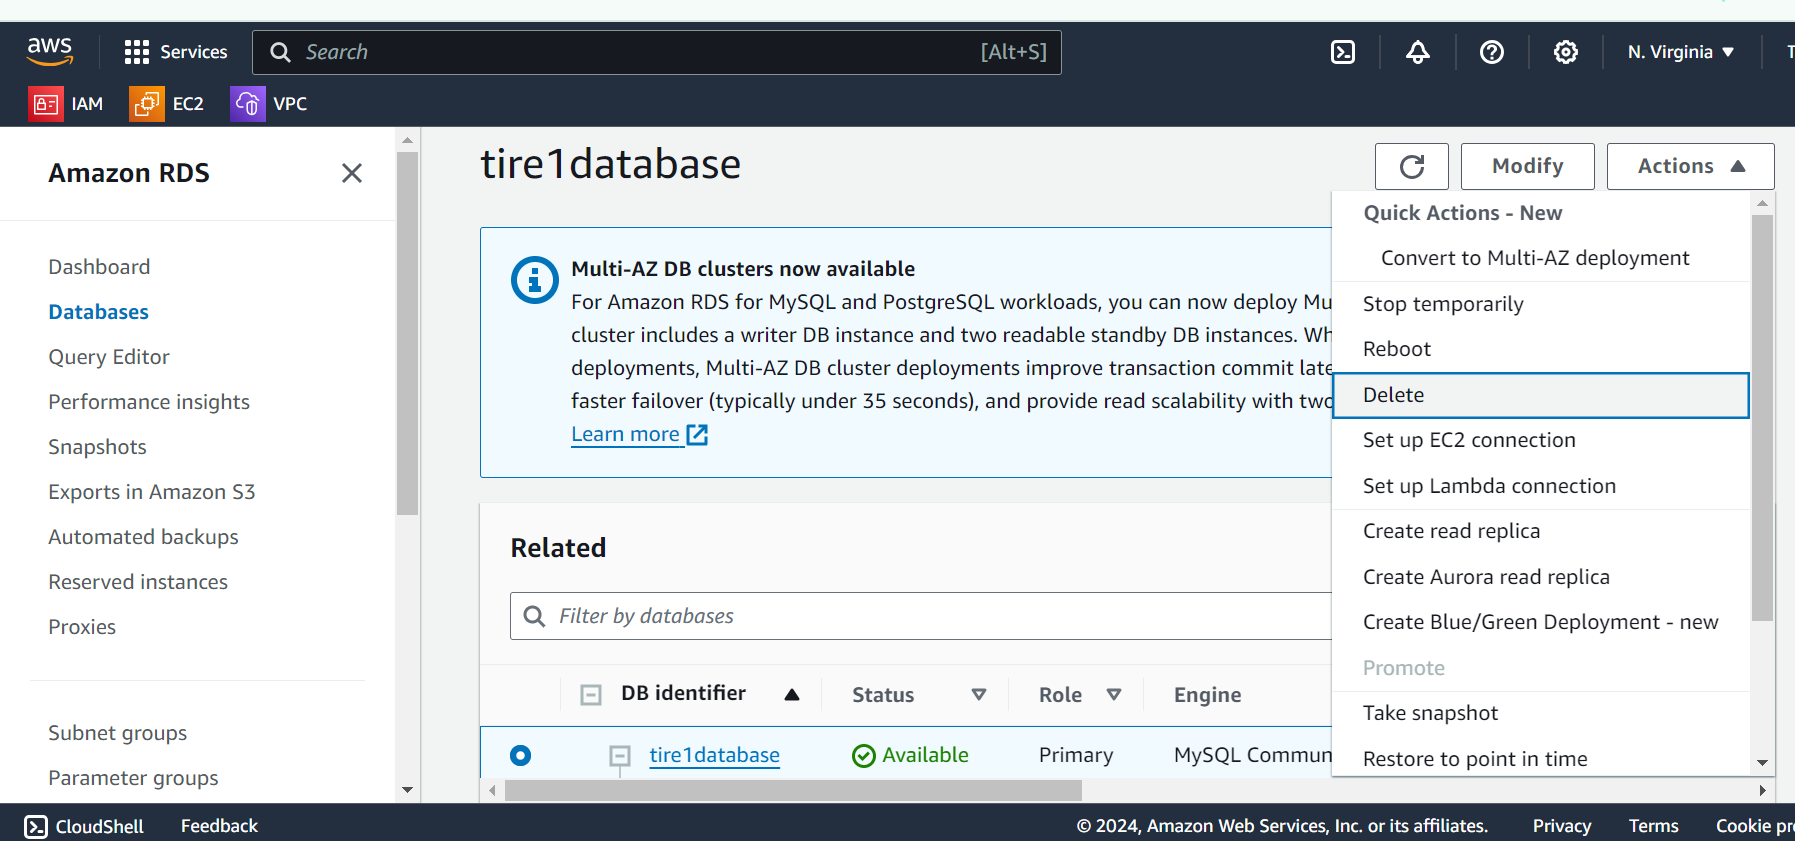 aws
Services
Search
[Alt+S]
N. Virginia
IAM
EC2
VPC
Amazon RDS
Dashboard
Databases
Query Editor
Performance insights
Snapshots
Exports in Amazon S3
Automated backups
Reserved instances
Proxies
Subnet groups
Parameter groups
tire1database
Modify
Actions
Multi-AZ DB clusters now available
For Amazon RDS for MySQL and PostgreSQL workloads, you can now deploy
cluster includes a writer DB instance and two readable standby DB instances.
deployments, Multi-AZ DB cluster deployments improve transaction commit
faster failover (typically under 35 seconds), and provide read scalability with
Learn more
Quick Actions - New
Convert to Multi-AZ deployment
Stop temporarily
Reboot
Delete
Set up EC2 connection
Set up Lambda connection
Create read replica
Create Aurora read replica
Create Blue/Green Deployment - new
Promote
Take snapshot
Restore to point in time
Related
Filter by databases
DB identifier
Status
Role
Engine
tire1database
Available
Primary
MySQL
CloudShell
Feedback
© 2024, Amazon Web Services, Inc. or its affiliates.
Privacy
Terms
Cookie